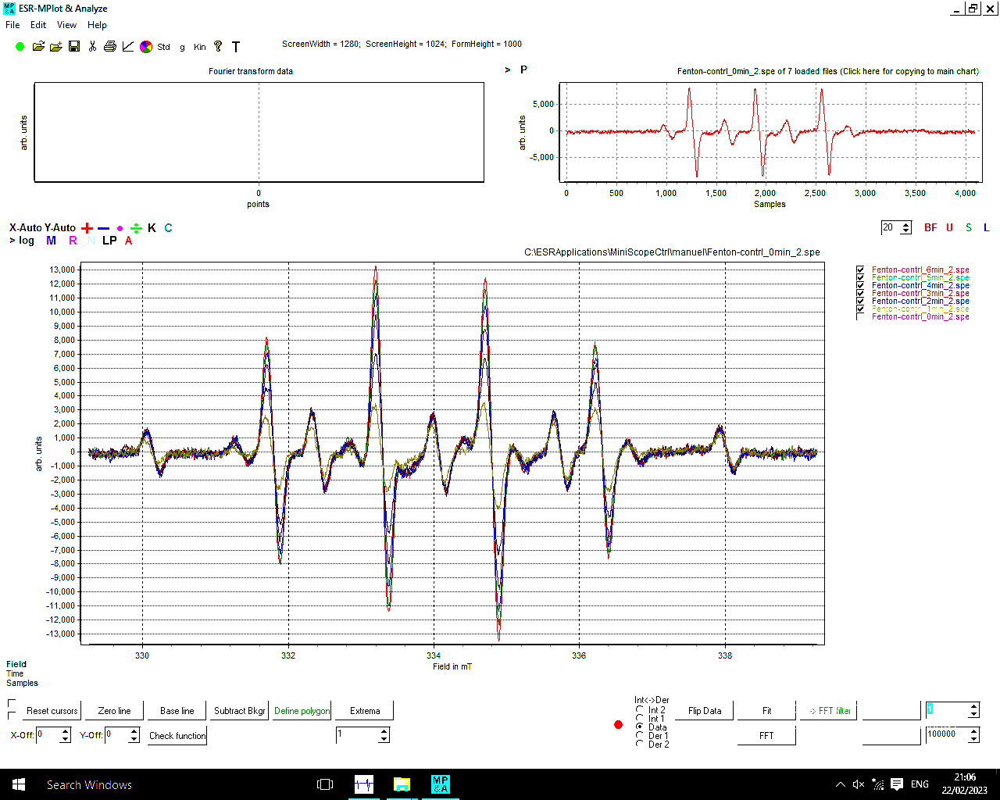 ESR-MPlot & Analyze
File Edit View Help
Std g Kin ? T
ScreenWidth = 1280; ScreenHeight = 1024; FormHeight = 1000
Fourier transform data
arb. units
0
points
> P
Fenton-contrl_0min_2.spe of 7 loaded files (Click here for copying to main chart)
arb. units
5,000
0
-5,000
0 500 1,000 1,500 2,000 2,500 3,000 3,500 4,000
Samples
X-Auto Y-Auto K C
> log M R N LP A
20 BF U S L
C:\ESRApplications\MiniScopeCtrl\manuel\Fenton-contrl_0min_2.spe
Fenton-contrl_6min_2.spe
Fenton-contrl_5min_2.spe
Fenton-contrl_4min_2.spe
Fenton-contrl_3min_2.spe
Fenton-contrl_2min_2.spe
Fenton-contrl_1min_2.spe
Fenton-contrl_0min_2.spe
arb. units
13,000
12,000
11,000
10,000
9,000
8,000
7,000
6,000
5,000
4,000
3,000
2,000
1,000
0
-1,000
-2,000
-3,000
-4,000
-5,000
-6,000
-7,000
-8,000
-9,000
-10,000
-11,000
-12,000
-13,000
330 332 334 336 338
Field in mT
Field
Time
Samples
Reset cursors Zero line Base line Subtract Bkgr Define polygon Extrema
X-Off: 0 Y-Off: 0 Check function 1
Int<->Der
Int 2
Int 1
Data
Der 1
Der 2
Flip Data Fit -> FFT filter 1
FFT 100000
Search Windows
MP &A
ENG
21:06
22/02/2023